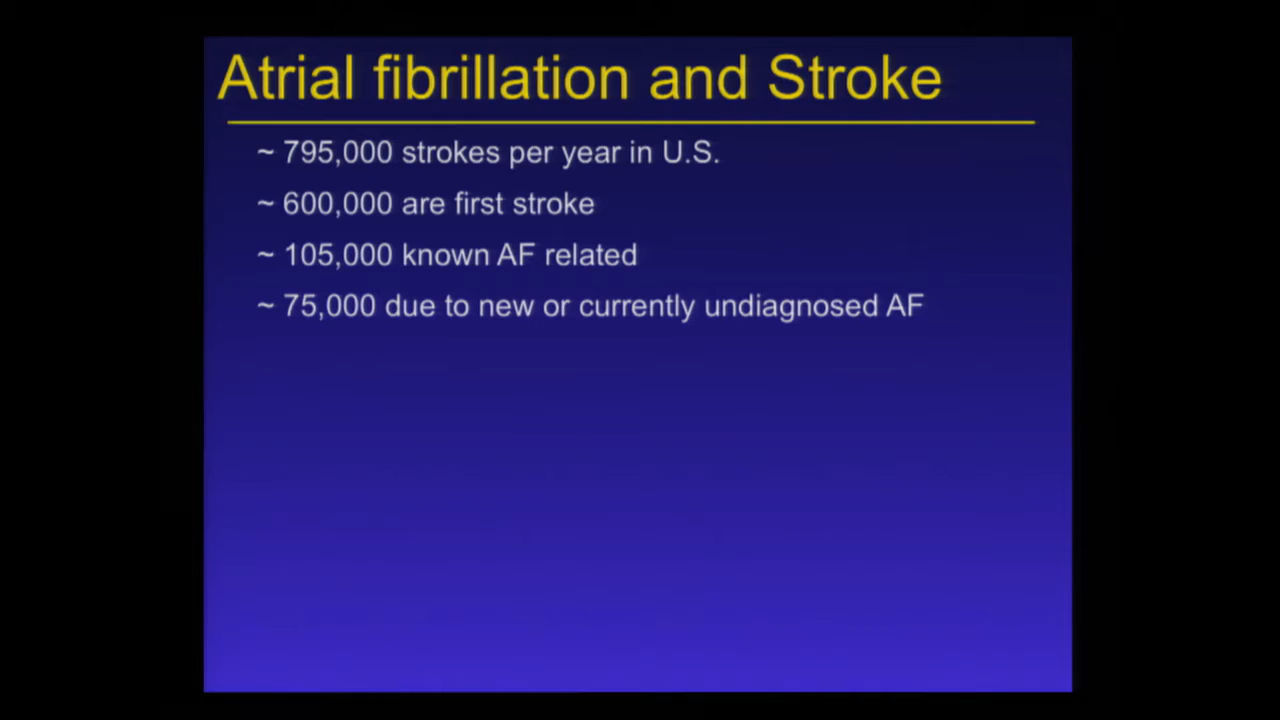 Atrial fibrillation and Stroke
~ 795,000 strokes per year in U.S.
~ 600,000 are first stroke
~ 105,000 known AF related
~ 75,000 due to new or currently undiagnosed AF